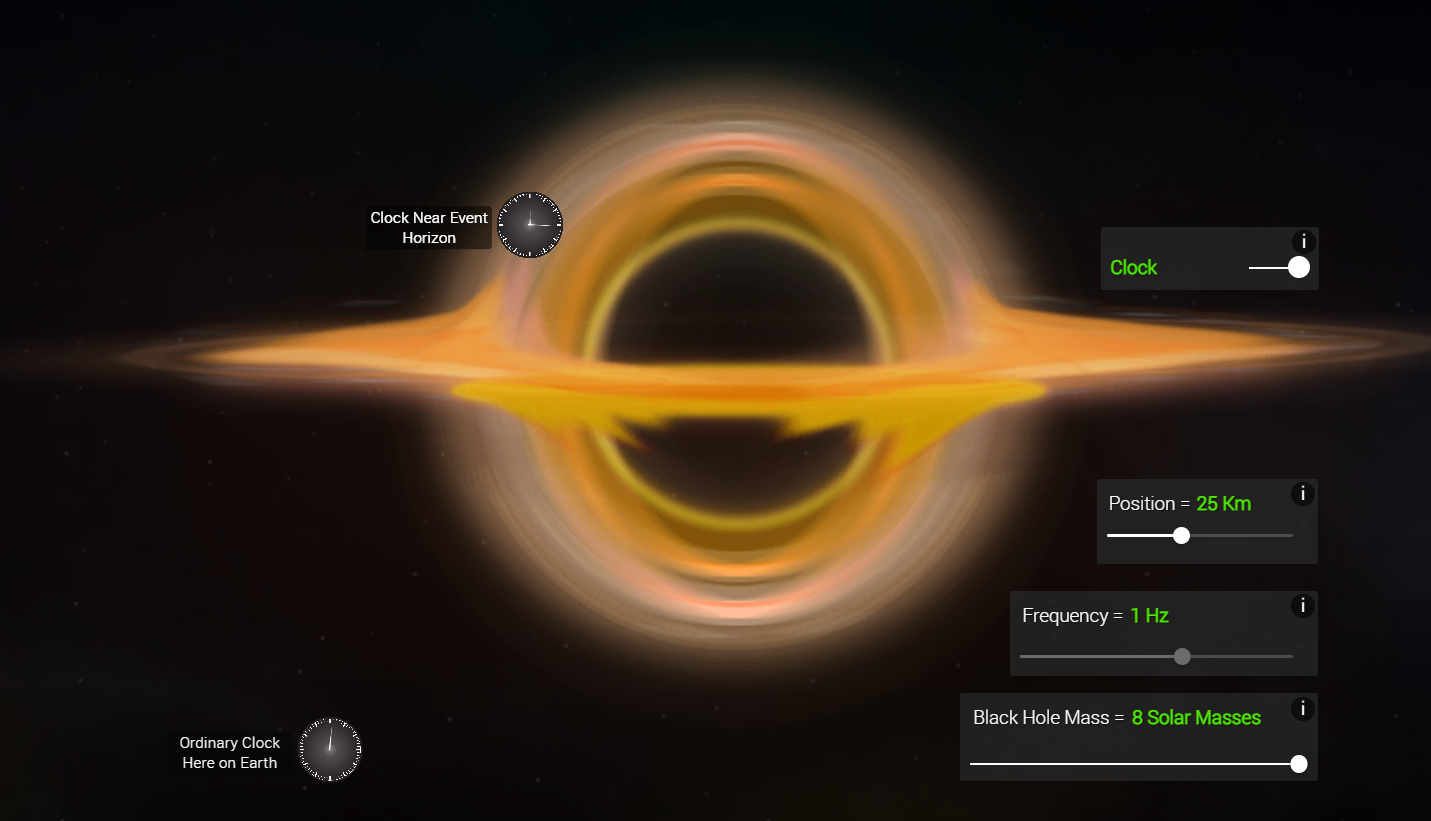 Clock Near Event
Horizon
i
Clock
i
Position = 25 Km
i
Frequency = 1 Hz
i
Black Hole Mass = 8 Solar Masses
Ordinary Clock
Here on Earth